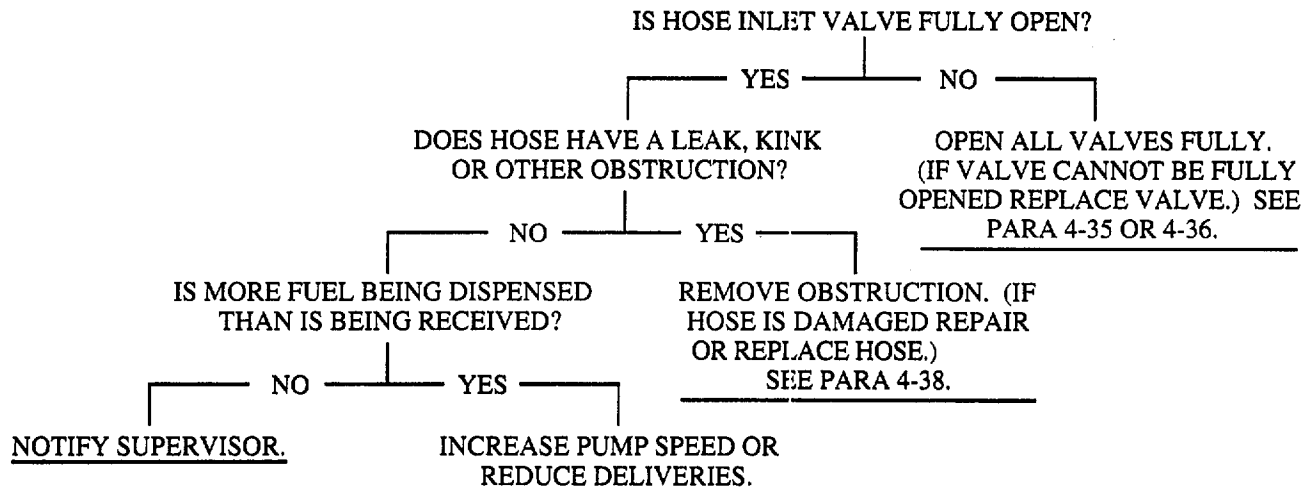 IS HOSE INLET VALVE FULLY OPEN?
YES NO
DOES HOSE HAVE A LEAK, KINK
OR OTHER OBSTRUCTION?
OPEN ALL VALVES FULLY.
(IF VALVE CANNOT BE FULLY
OPENED REPLACE VALVE.) SEE
PARA 4-35 OR 4-36.
NO YES
IS MORE FUEL BEING DISPENSED
THAN IS BEING RECEIVED?
REMOVE OBSTRUCTION. (IF
HOSE IS DAMAGED REPAIR
OR REPLACE HOSE.)
SEE PARA 4-38.
NO YES
NOTIFY SUPERVISOR.
INCREASE PUMP SPEED OR
REDUCE DELIVERIES.